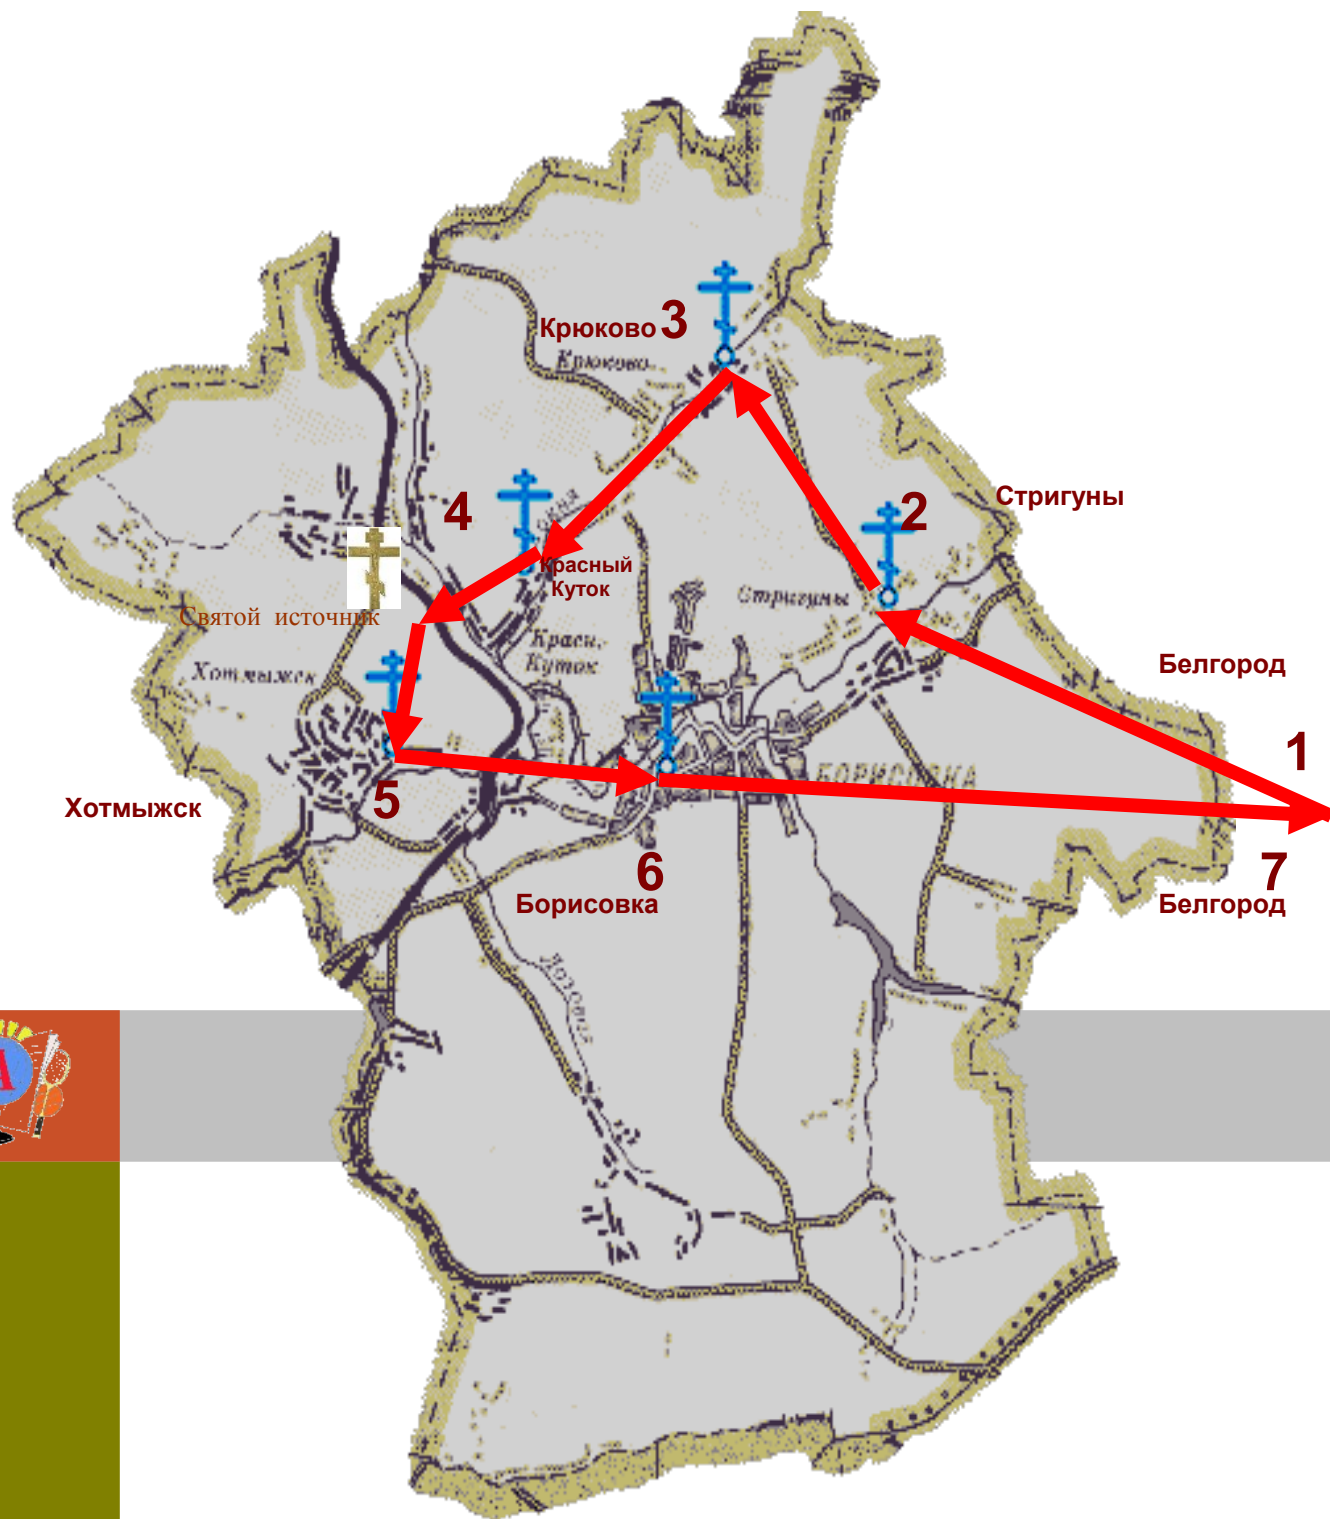 Крюково 3
Крюково
4
2
Стригуны
Красный
Куток
Стригуны
Святой источник
Красн.
Куток
Хотмыжск
Белгород
1
БОРИСОВКА
5
Хотмыжск
6
7
Борисовка
Белгород
Лозовая